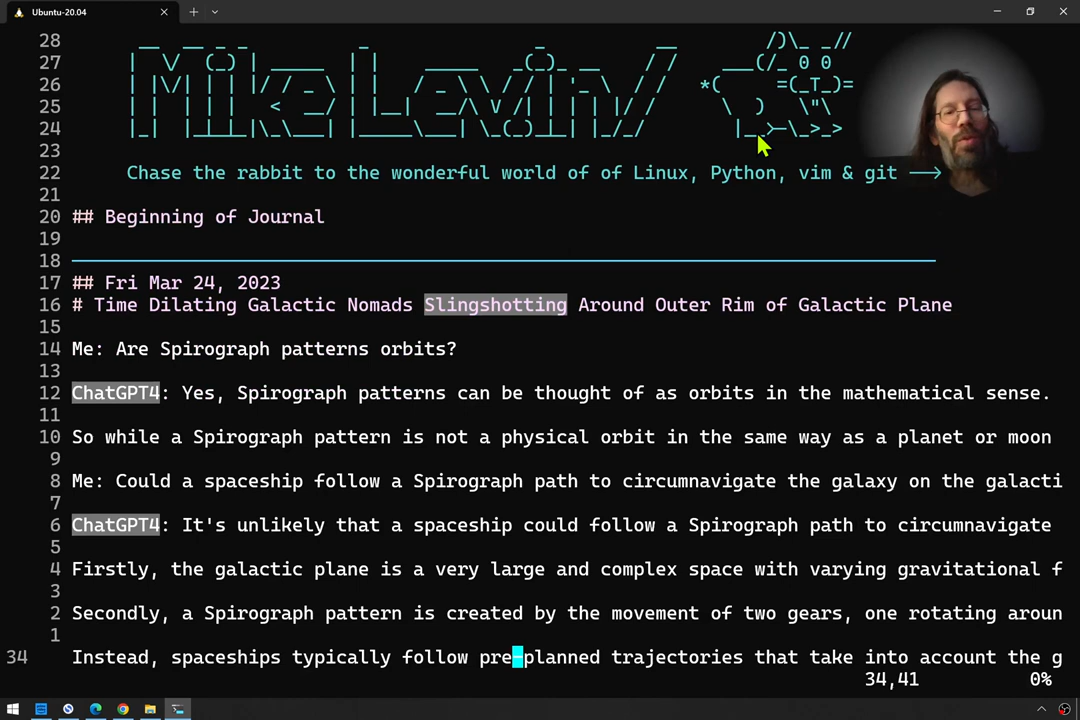 Ubuntu-20.04
28
27
26
25
24
MikeLev.in/
23
22 Chase the rabbit to the wonderful world of of Linux, Python, vim & git -->
21
20 ## Beginning of Journal
19
18
17 ## Fri Mar 24, 2023
16 # Time Dilating Galactic Nomads Slingshotting Around Outer Rim of Galactic Plane
15
14 Me: Are Spirograph patterns orbits?
13
12 ChatGPT4: Yes, Spirograph patterns can be thought of as orbits in the mathematical sense.
11
10 So while a Spirograph pattern is not a physical orbit in the same way as a planet or moon
9
8 Me: Could a spaceship follow a Spirograph path to circumnavigate the galaxy on the galacti
7
6 ChatGPT4: It's unlikely that a spaceship could follow a Spirograph path to circumnavigate
5
4 Firstly, the galactic plane is a very large and complex space with varying gravitational f
3
2 Secondly, a Spirograph pattern is created by the movement of two gears, one rotating aroun
1
34 Instead, spaceships typically follow pre-planned trajectories that take into account the g
34,41 0%